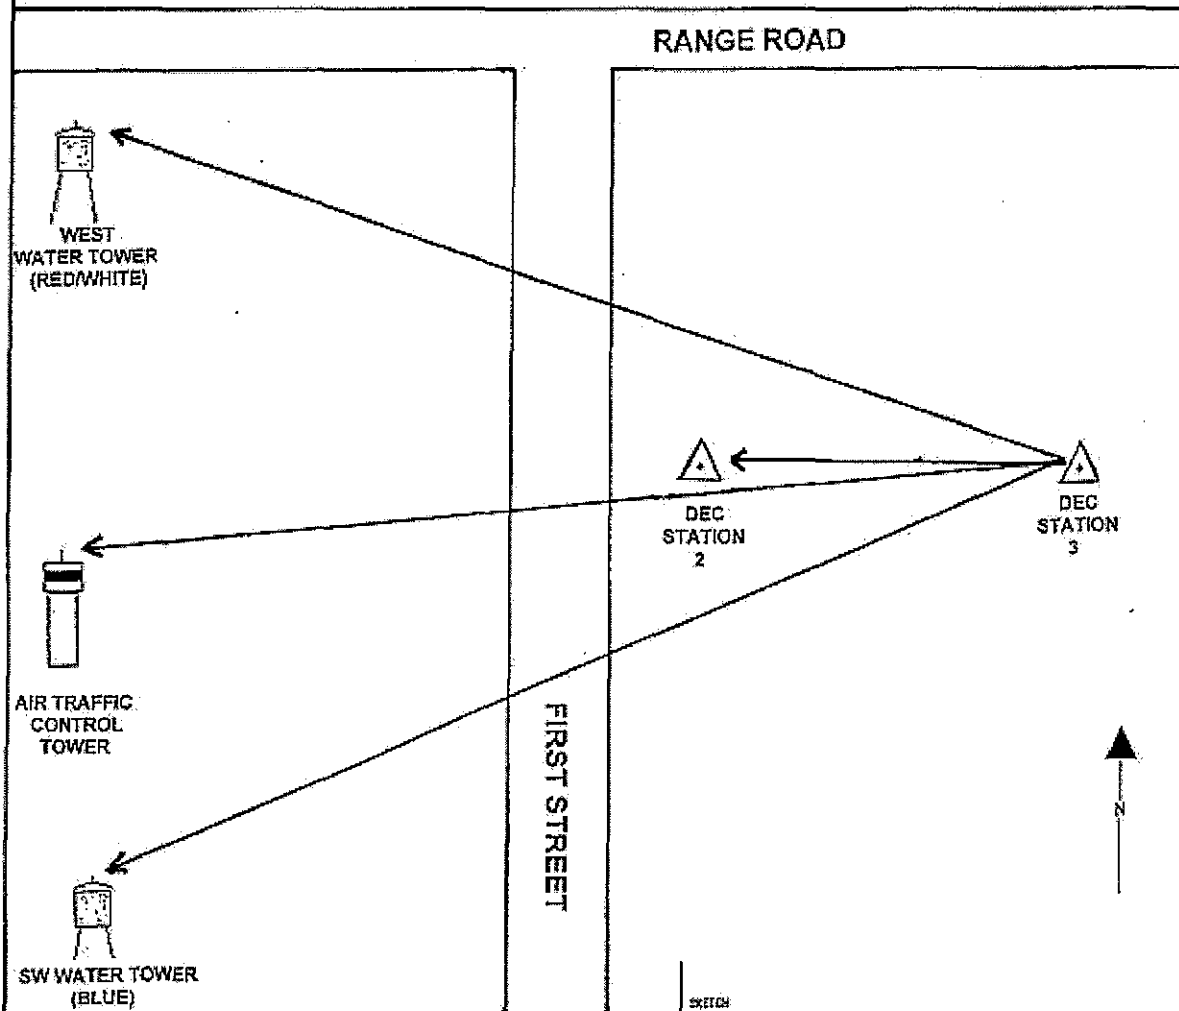 RANGE ROAD
WEST
WATER TOWER
(RED/WHITE)
DEC
STATION
2
DEC
STATION
3
AIR TRAFFIC
CONTROL
TOWER
FIRST STREET
N
SW WATER TOWER
(BLUE)
SKETCH